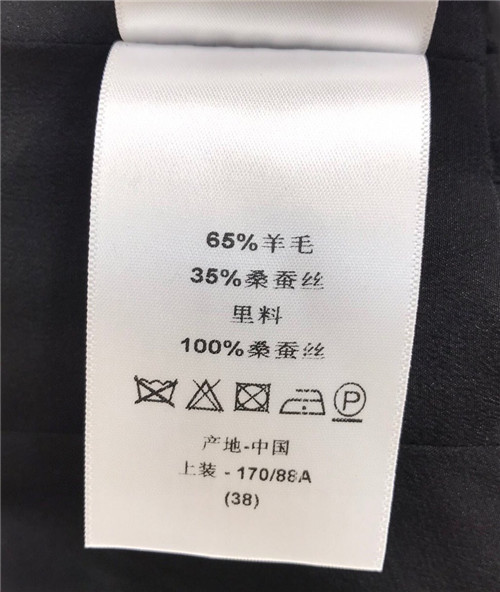 65%羊毛
35%桑蚕丝
里料
100%桑蚕丝
P
产地-中国
上装 - 170/88A
(38)